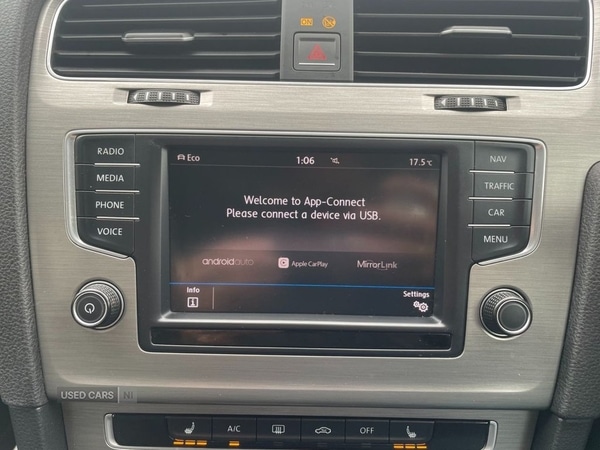 ON
RADIO
MEDIA
PHONE
VOICE
Eco 1:06 17.5°C
Welcome to App-Connect
Please connect a device via USB.
androidauto Apple CarPlay MirrorLink
Info Settings
NAV
TRAFFIC
CAR
MENU
USED CARS NI
A/C OFF